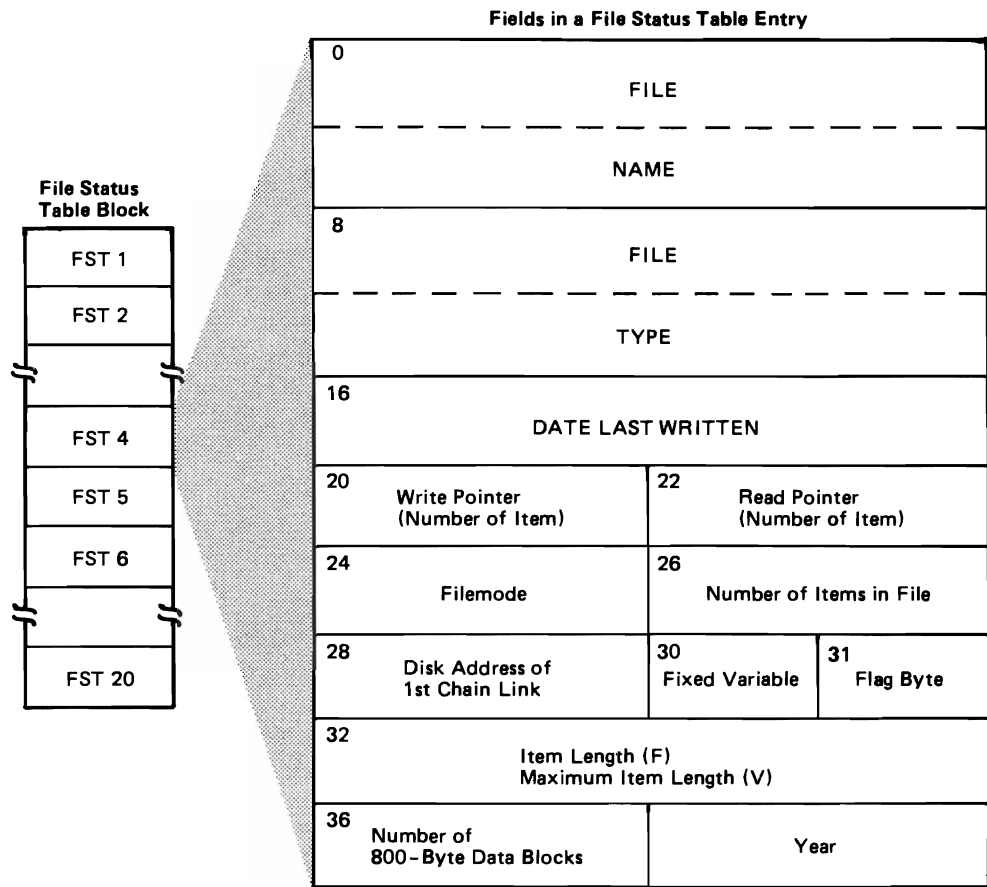 Fields in a File Status Table Entry
File Status
Table Block
FST 1
FST 2
FST 4
FST 5
FST 6
FST 20
0
FILE
NAME
8
FILE
TYPE
16
DATE LAST WRITTEN
20
Write Pointer
(Number of Item)
22
Read Pointer
(Number of Item)
24
Filemode
26
Number of Items in File
28
Disk Address of
1st Chain Link
30
Fixed Variable
31
Flag Byte
32
Item Length (F)
Maximum Item Length (V)
36
Number of
800-Byte Data Blocks
Year